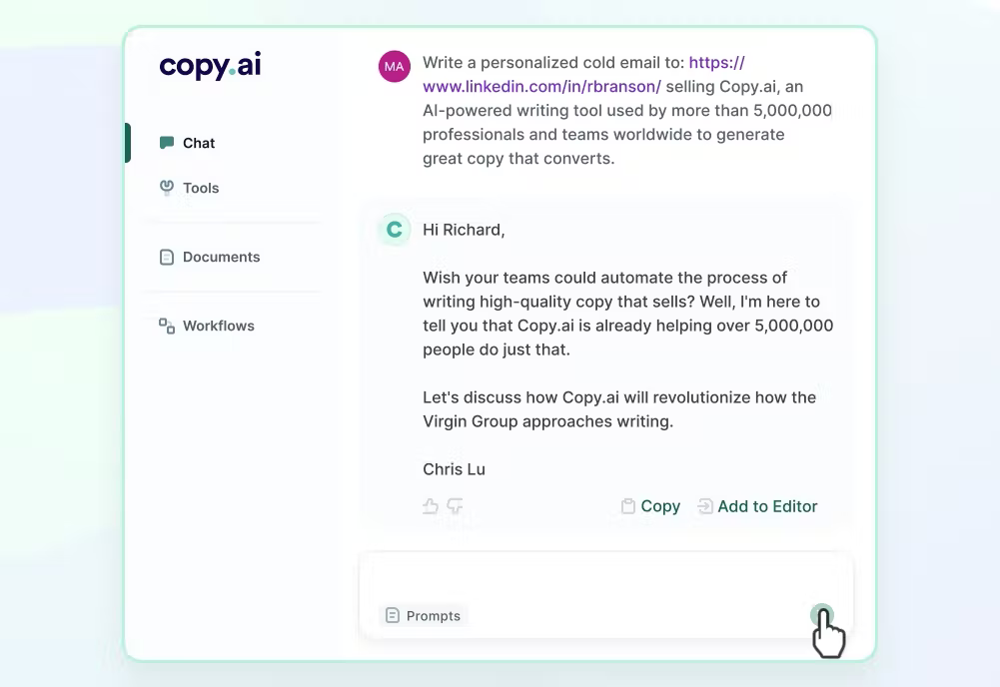 copy.ai
Chat
Tools
Documents
Workflows
MA
Write a personalized cold email to: https://
www.linkedin.com/in/rbranson/ selling Copy.ai, an
AI-powered writing tool used by more than 5,000,000
professionals and teams worldwide to generate
great copy that converts.
C
Hi Richard,
Wish your teams could automate the process of
writing high-quality copy that sells? Well, I'm here to
tell you that Copy.ai is already helping over 5,000,000
people do just that.
Let's discuss how Copy.ai will revolutionize how the
Virgin Group approaches writing.
Chris Lu
Copy
Add to Editor
Prompts